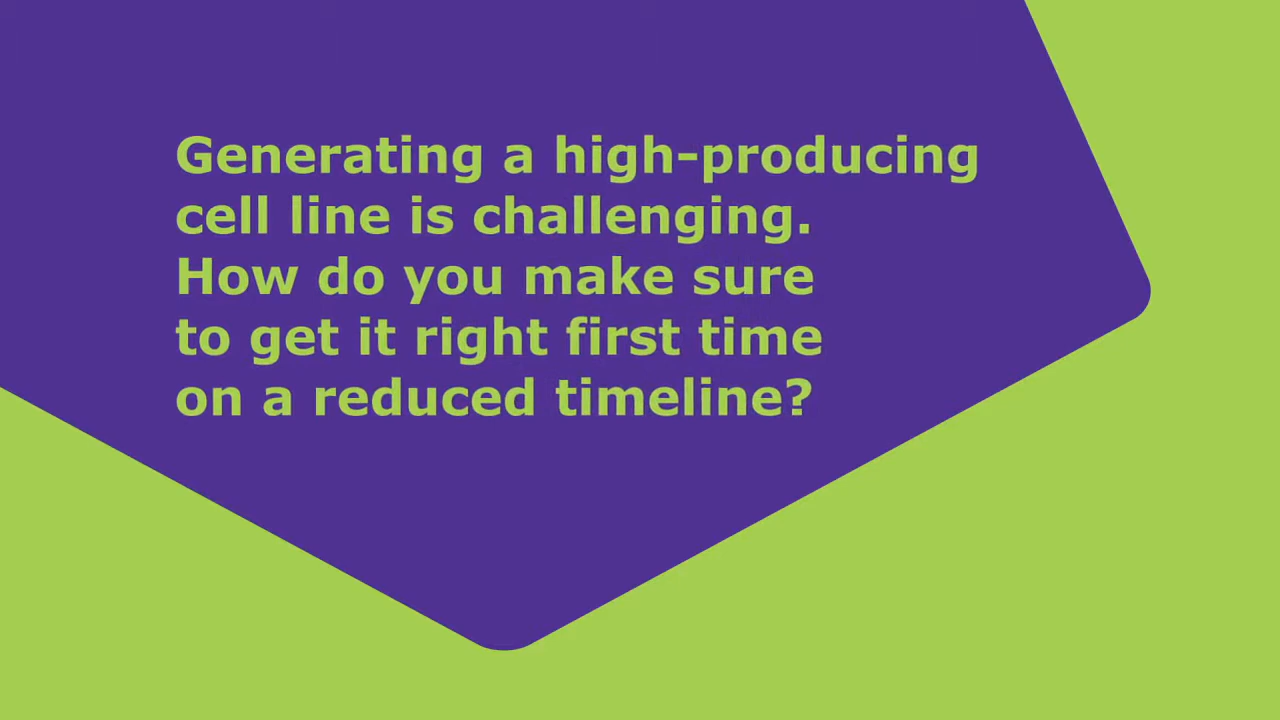 Generating a high-producing
cell line is challenging.
How do you make sure
to get it right first time
on a reduced timeline?